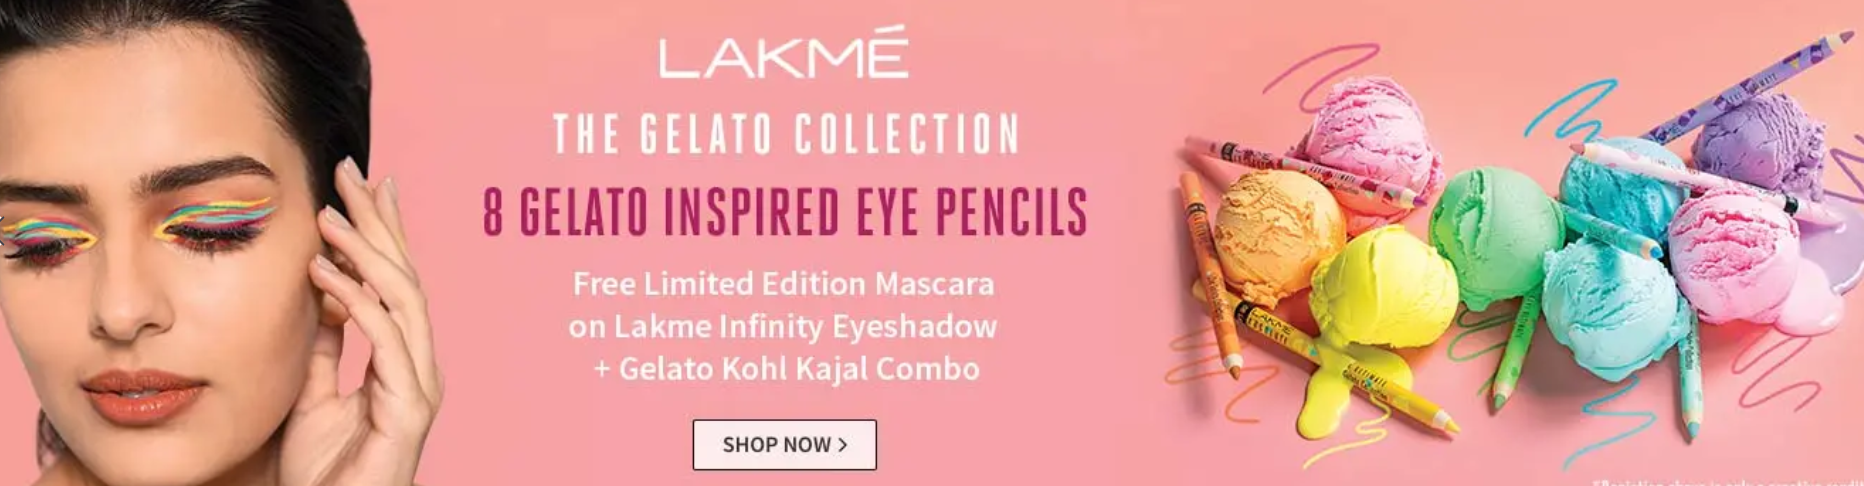 LAKMÉ
THE GELATO COLLECTION
8 GELATO INSPIRED EYE PENCILS
Free Limited Edition Mascara
on Lakme Infinity Eyeshadow
+ Gelato Kohl Kajal Combo
SHOP NOW >
LAKMÉ